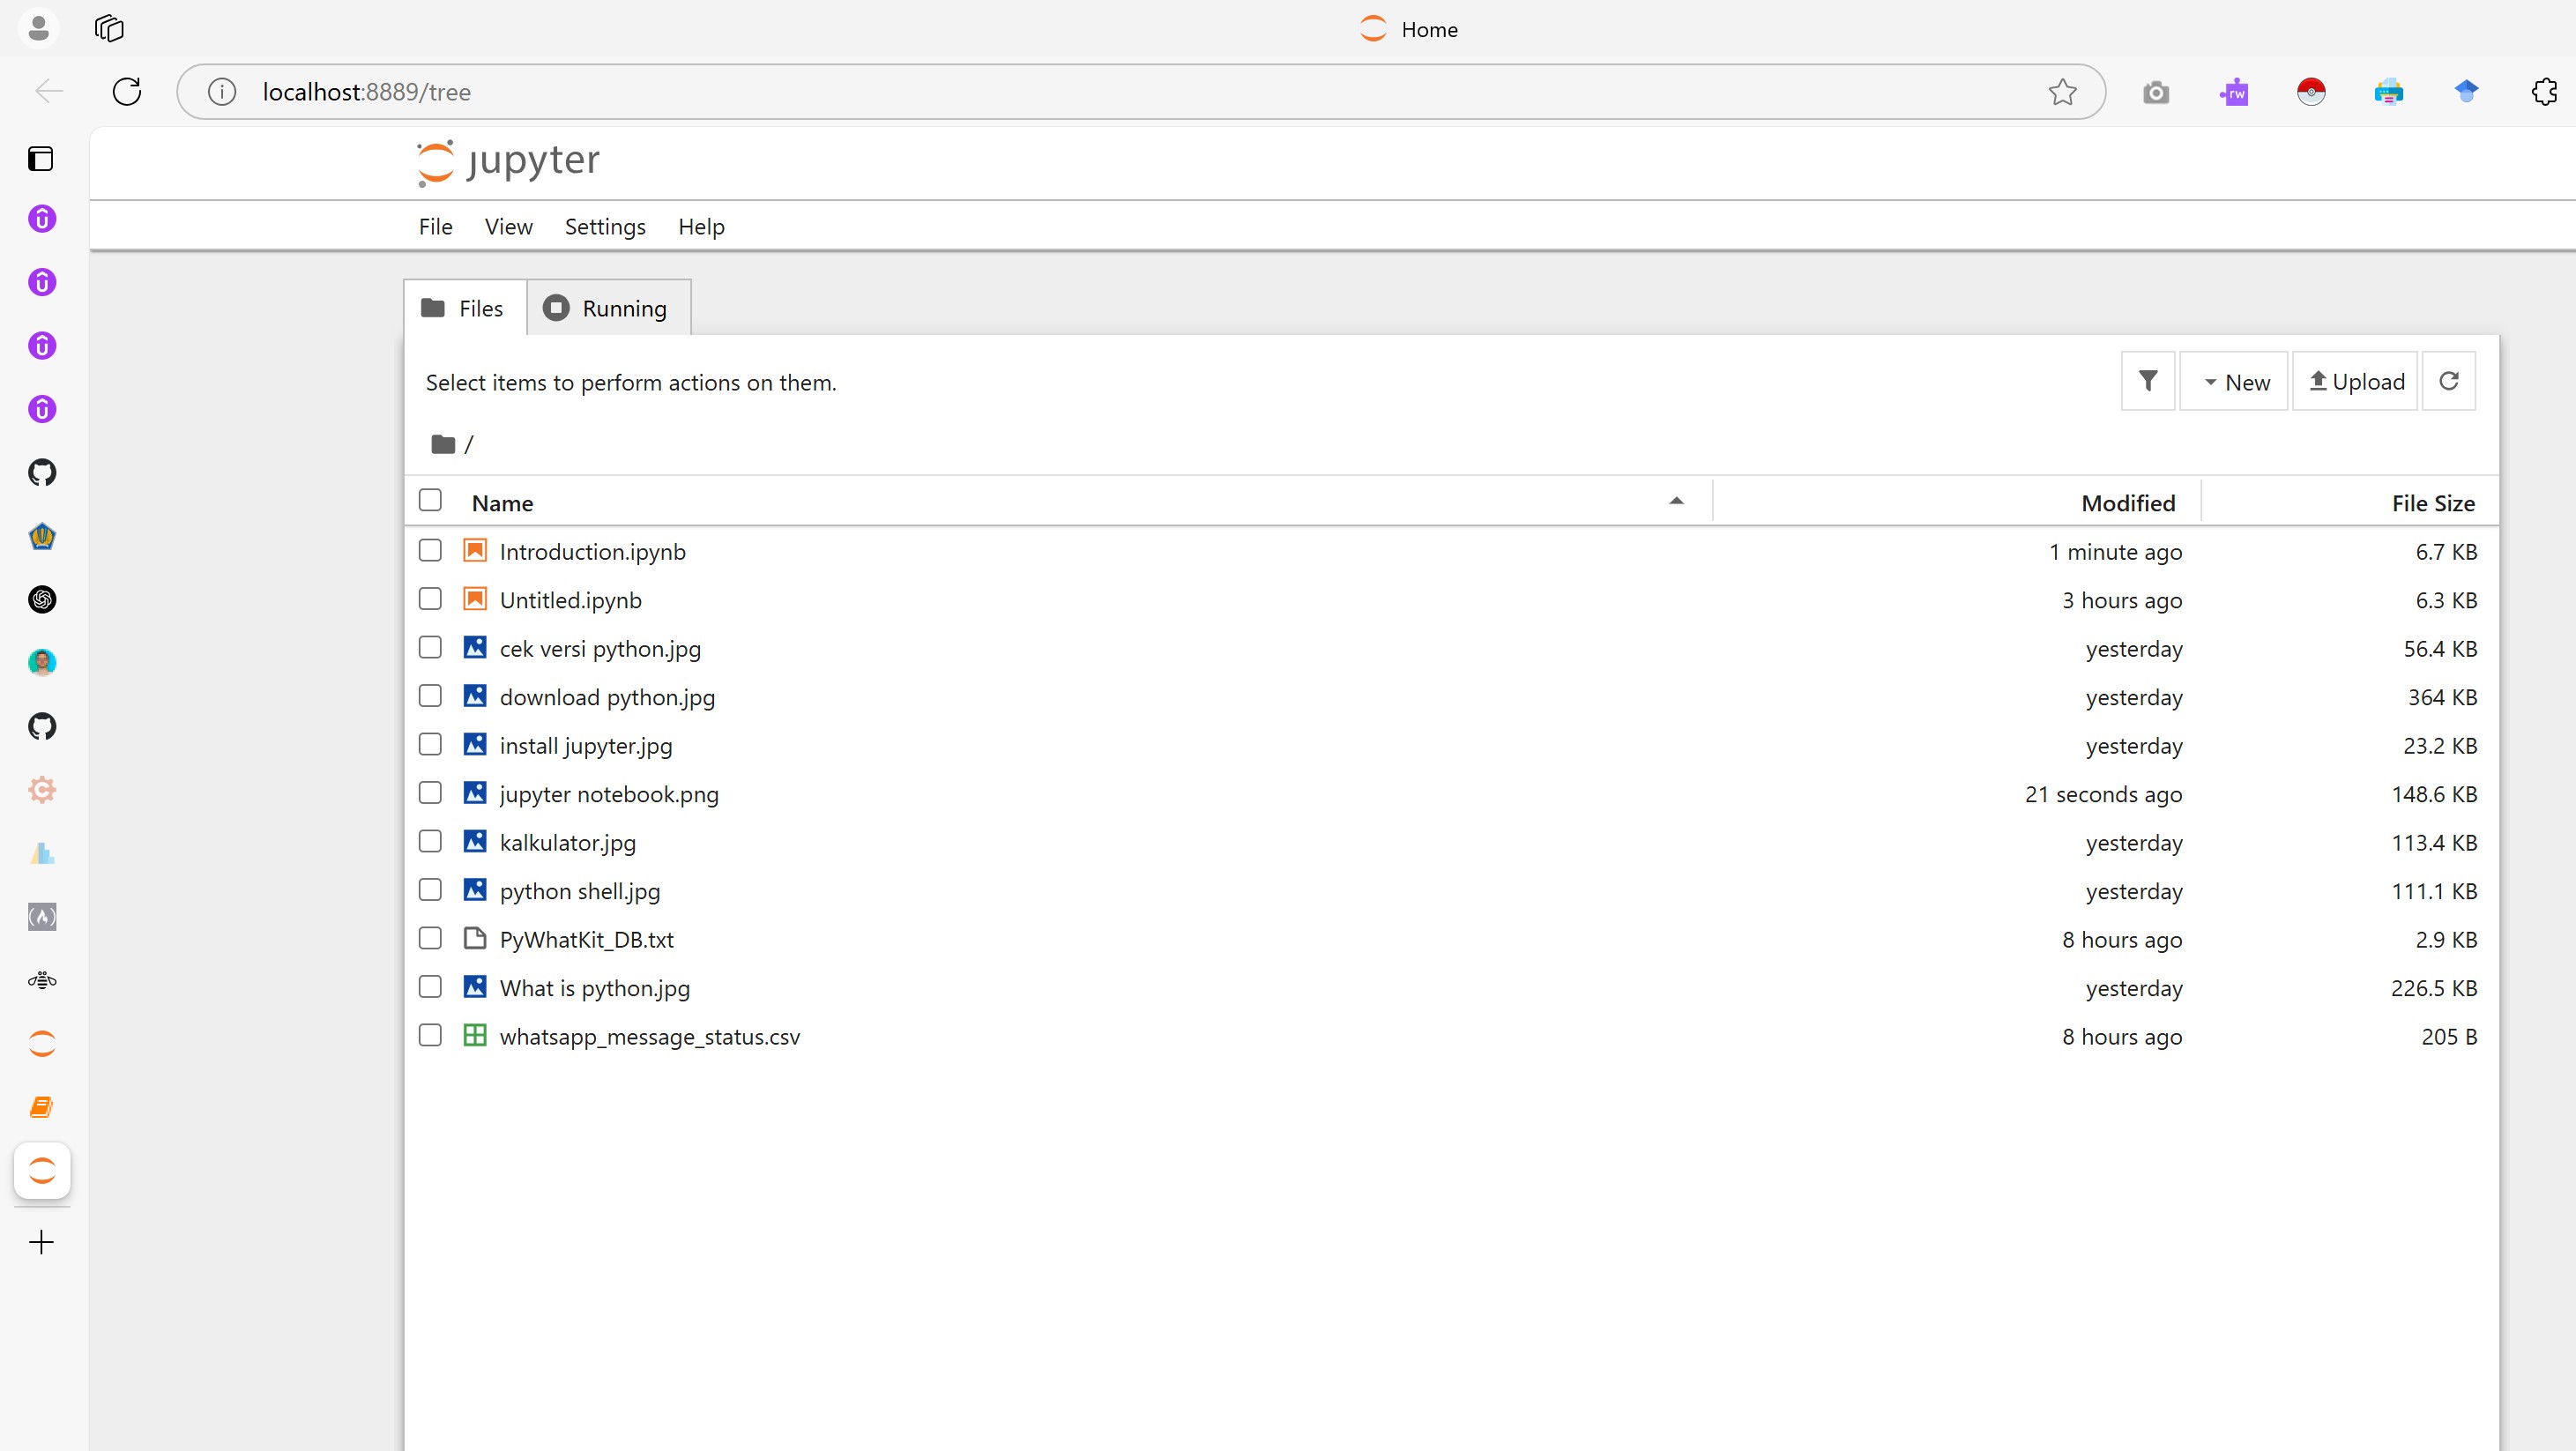 Home
localhost:8889/tree
rw
jupyter
File View Settings Help
Files Running
Select items to perform actions on them.
New Upload
/
Name Modified File Size
Introduction.ipynb 1 minute ago 6.7 KB
Untitled.ipynb 3 hours ago 6.3 KB
cek versi python.jpg yesterday 56.4 KB
download python.jpg yesterday 364 KB
install jupyter.jpg yesterday 23.2 KB
jupyter notebook.png 21 seconds ago 148.6 KB
kalkulator.jpg yesterday 113.4 KB
python shell.jpg yesterday 111.1 KB
PyWhatKit_DB.txt 8 hours ago 2.9 KB
What is python.jpg yesterday 226.5 KB
whatsapp_message_status.csv 8 hours ago 205 B